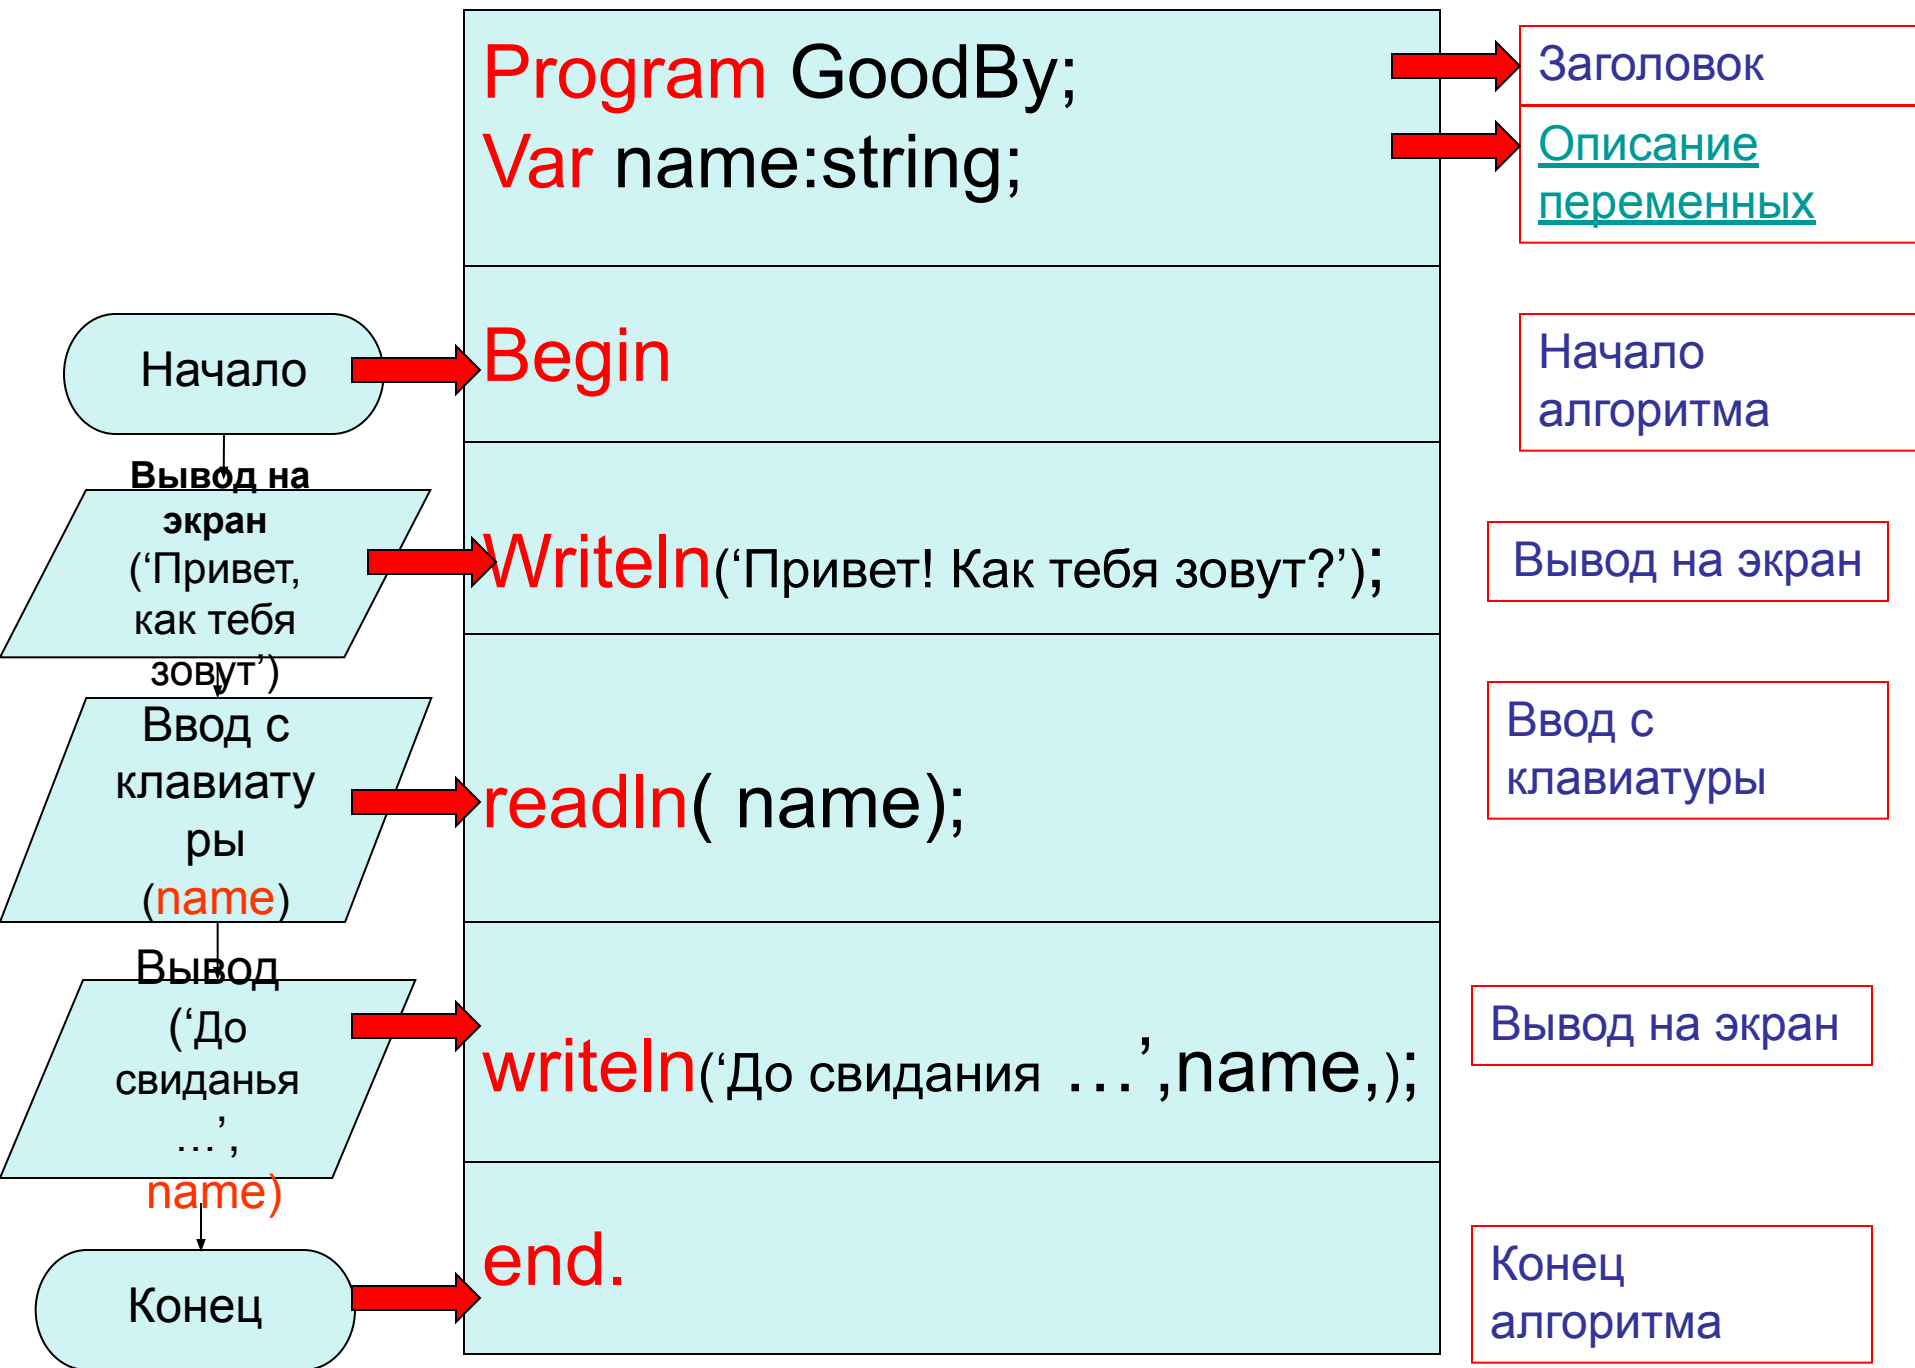 Program GoodBy;
Var name:string;
Заголовок
Описание
переменных
Начало
Begin
Начало
алгоритма
Вывод на
экран
(‘Привет,
как тебя
зовут’)
Writeln(‘Привет! Как тебя зовут?’);
Вывод на экран
Ввод с
клавиату
ры
(name)
readln( name);
Ввод с
клавиатуры
Вывод
(‘До
свиданья
…’,
name)
writeln(‘До свидания …’,name,);
Вывод на экран
Конец
end.
Конец
алгоритма